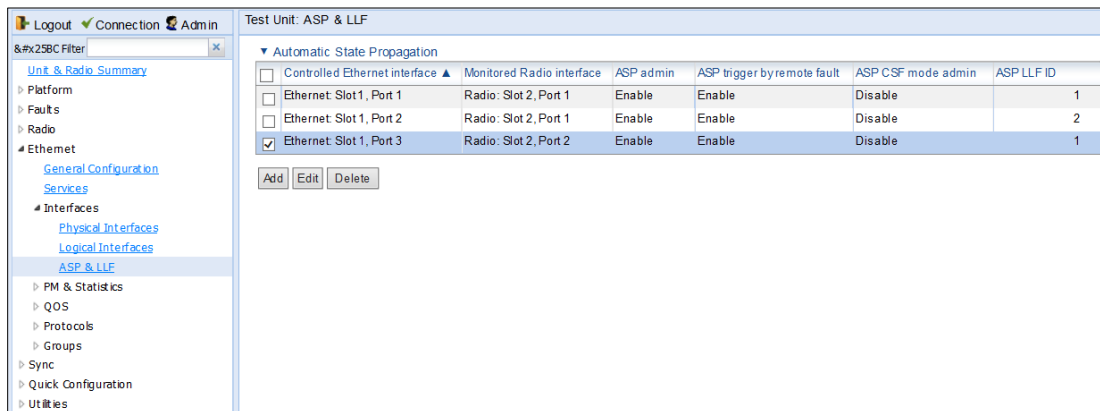 Logout Connection Admin
&#x25BC Filter
Unit & Radio Summary
Platform
Faults
Radio
Ethernet
General Configuration
Services
Interfaces
Physical Interfaces
Logical Interfaces
ASP & LLF
PM & Statistics
QOS
Protocols
Groups
Sync
Quick Configuration
Utilities
Test Unit: ASP & LLF
▼ Automatic State Propagation
Controlled Ethernet interface ▲ Monitored Radio interface ASP admin ASP trigger by remote fault ASP CSF mode admin ASP LLF ID
Ethernet: Slot 1, Port 1 Radio: Slot 2, Port 1 Enable Enable Disable 1
Ethernet: Slot 1, Port 2 Radio: Slot 2, Port 1 Enable Enable Disable 2
Ethernet: Slot 1, Port 3 Radio: Slot 2, Port 2 Enable Enable Disable 1
Add Edit Delete